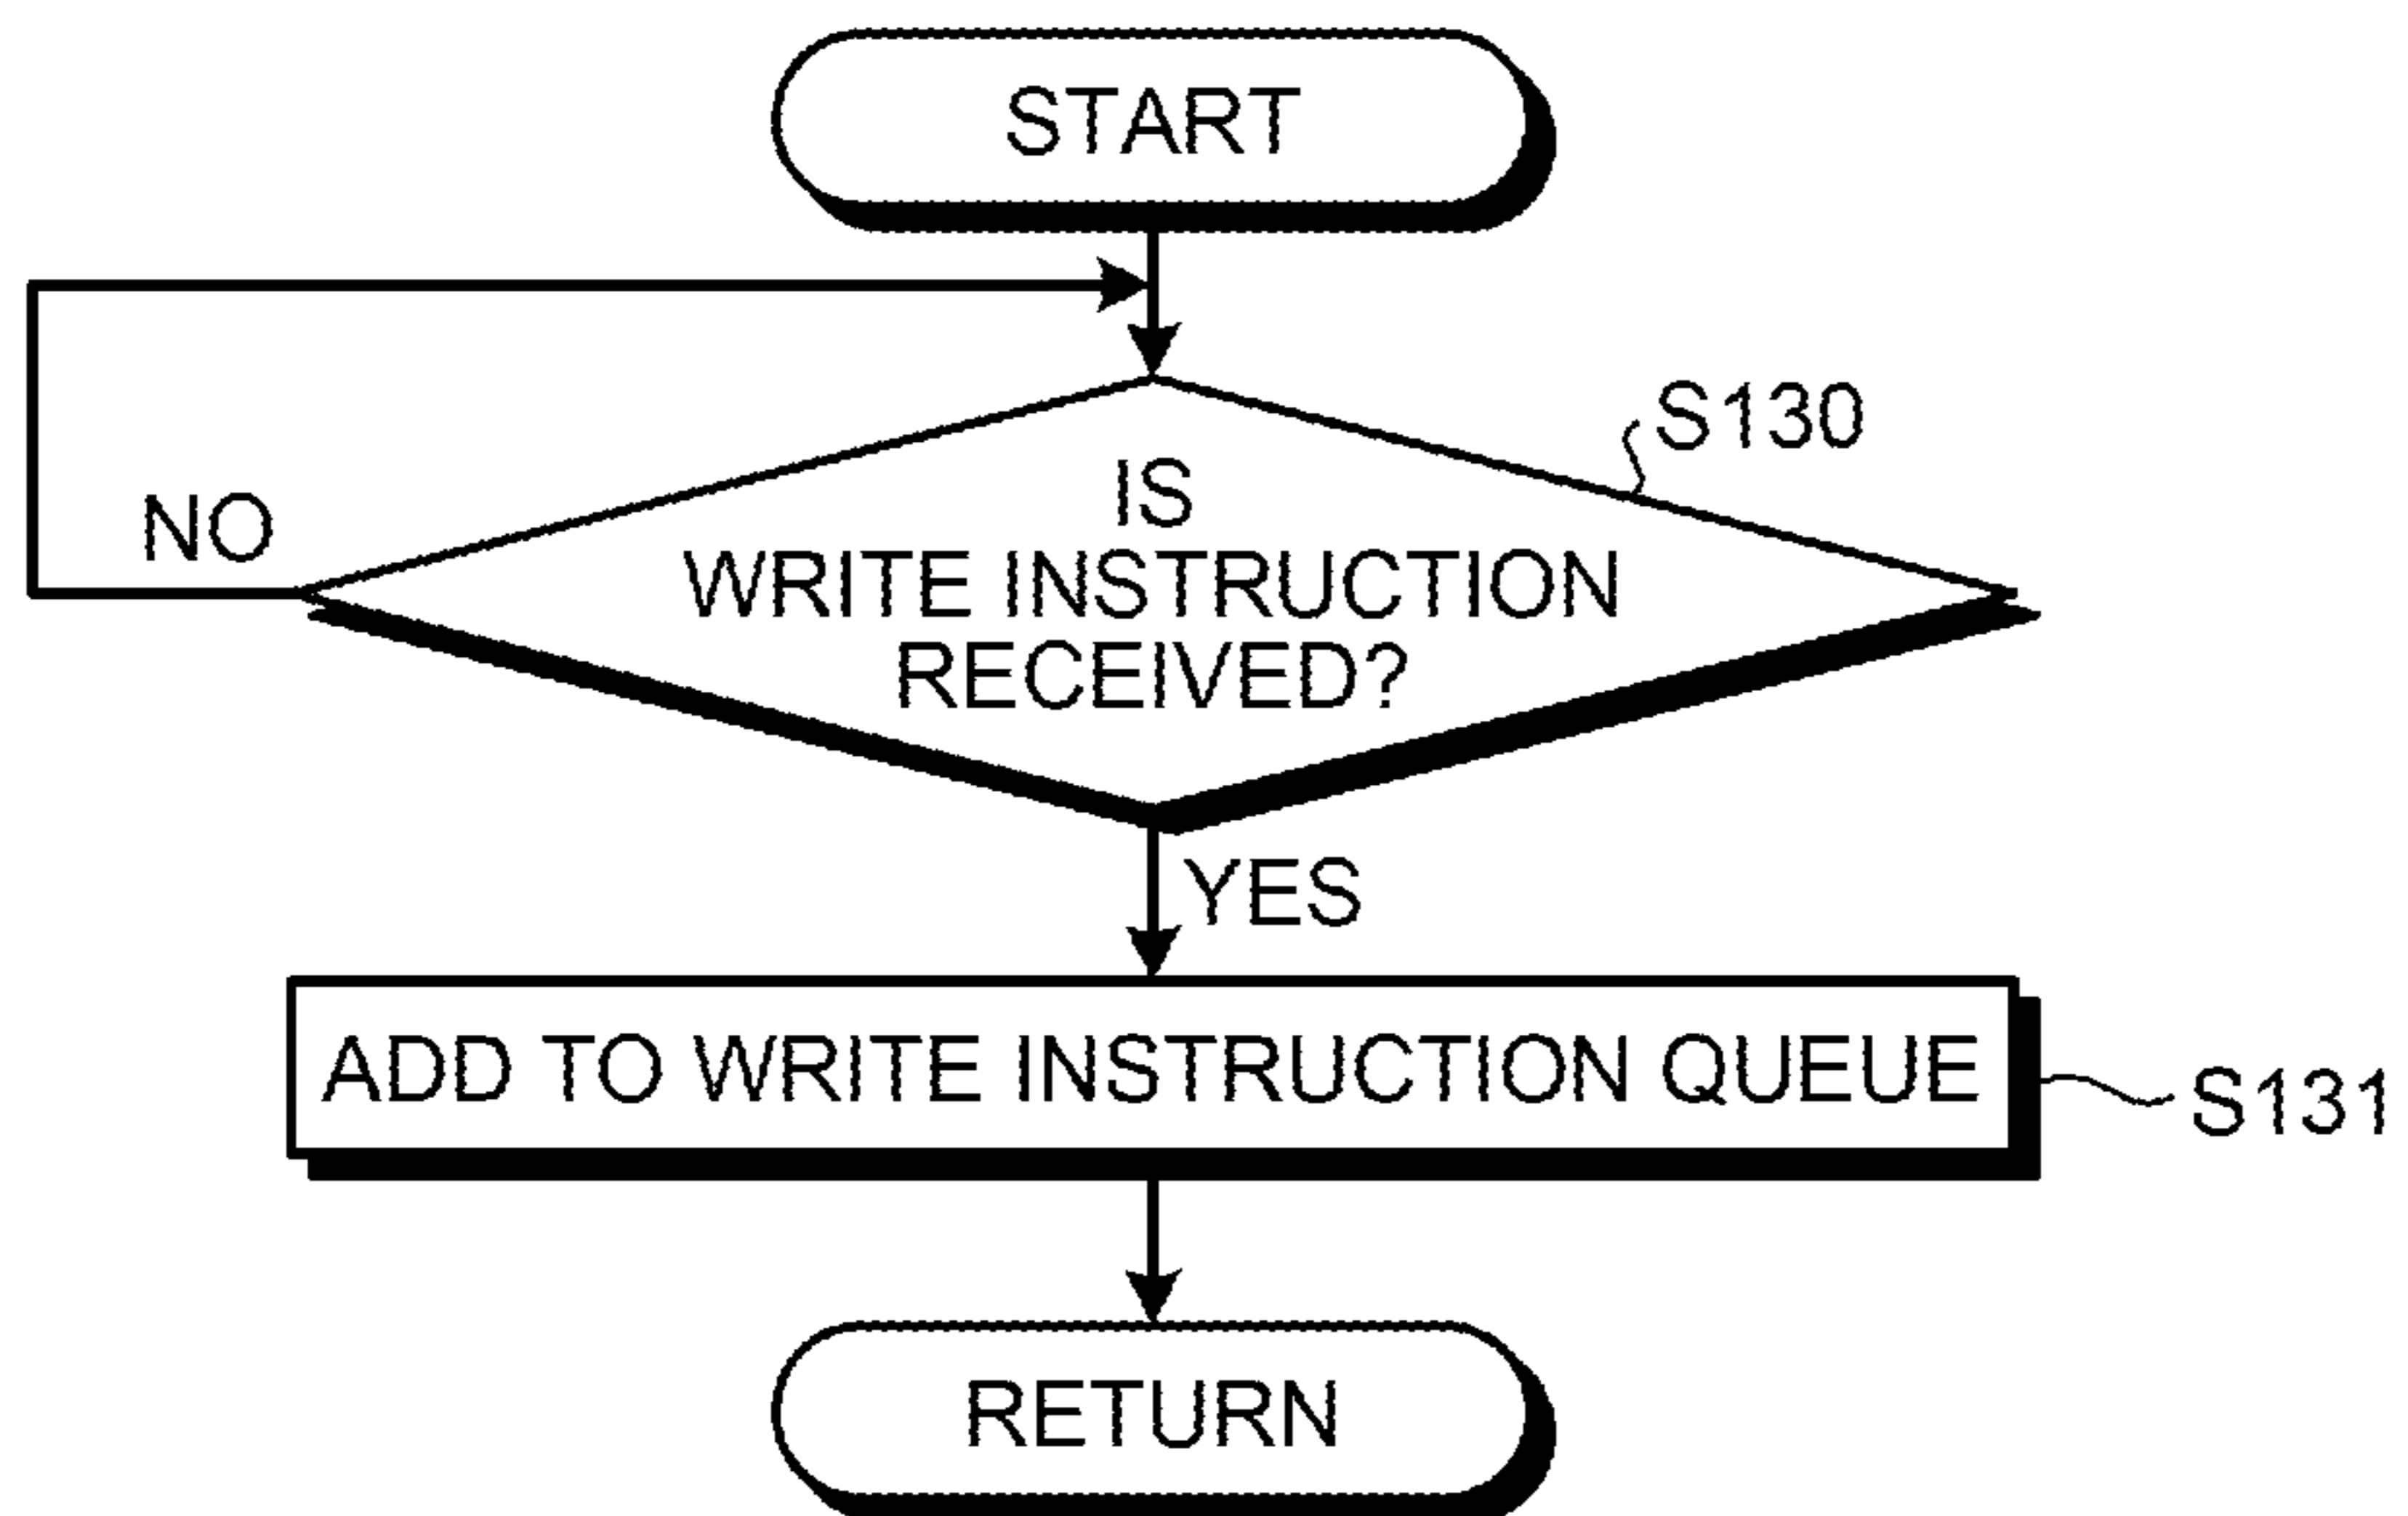 START
S130
IS
NO
WRITE INSTRUCTION
RECEIVED?
YES
ADD TO WRITE INSTRUCTION QUEUE
S131
RETURN